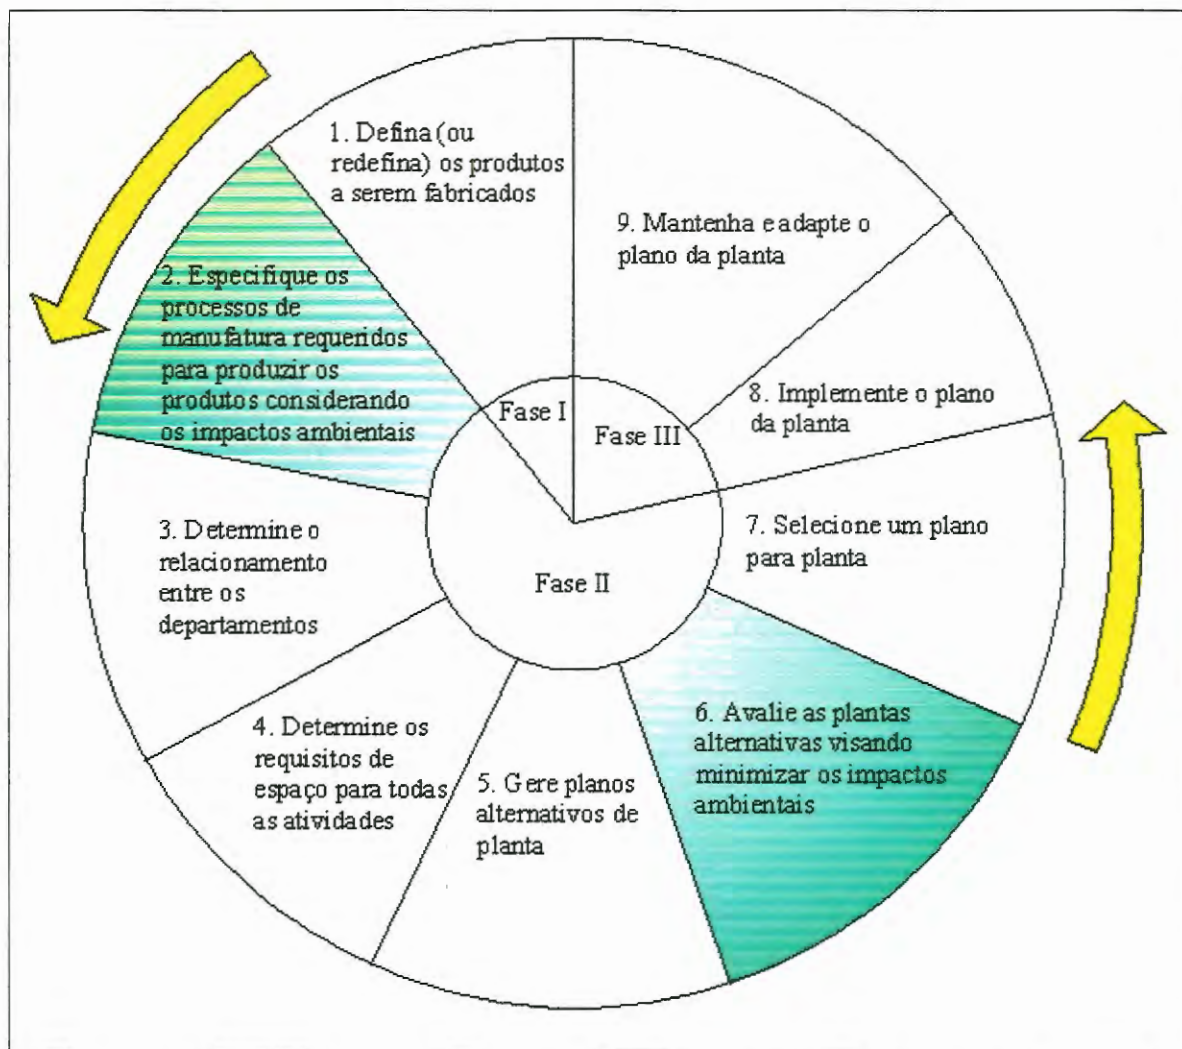 1. Defina (ou
redefina) os produtos
a serem fabricados
2. Especifique os
processos de
manufatura requeridos
para produzir os
produtos considerando
os impactos ambientais
3. Determine o
relacionamento
entre os
departamentos
4. Determine os
requisitos de
espaço para todas
as atividades
5. Gere planos
alternativos de
planta
6. Avalie as plantas
alternativas visando
minimizar os impactos
ambientais
7. Selecione um plano
para planta
8. Implemente o plano
da planta
9. Mantenha e adapte o
plano da planta
Fase I
Fase II
Fase III